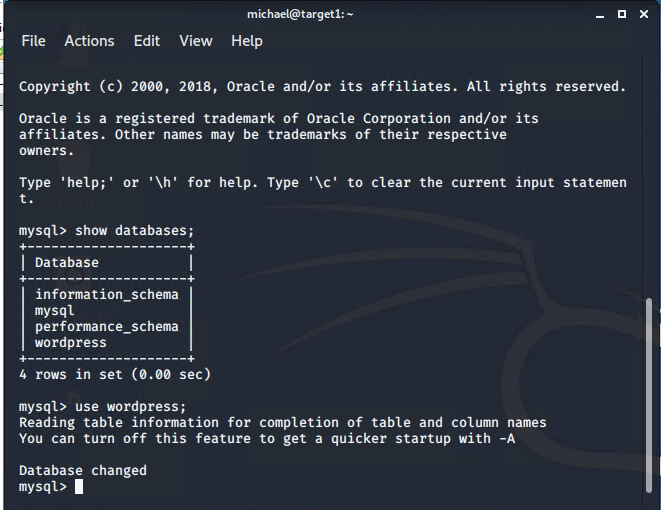 michael@target1: ~
File Actions Edit View Help
Copyright (c) 2000, 2018, Oracle and/or its affiliates. All rights reserved.
Oracle is a registered trademark of Oracle Corporation and/or its
affiliates. Other names may be trademarks of their respective
owners.
Type 'help;' or '\h' for help. Type '\c' to clear the current input statemen
t.
mysql> show databases;
+--------------------+
| Database           |
+--------------------+
| information_schema |
| mysql              |
| performance_schema |
| wordpress          |
+--------------------+
4 rows in set (0.00 sec)
mysql> use wordpress;
Reading table information for completion of table and column names
You can turn off this feature to get a quicker startup with -A
Database changed
mysql>